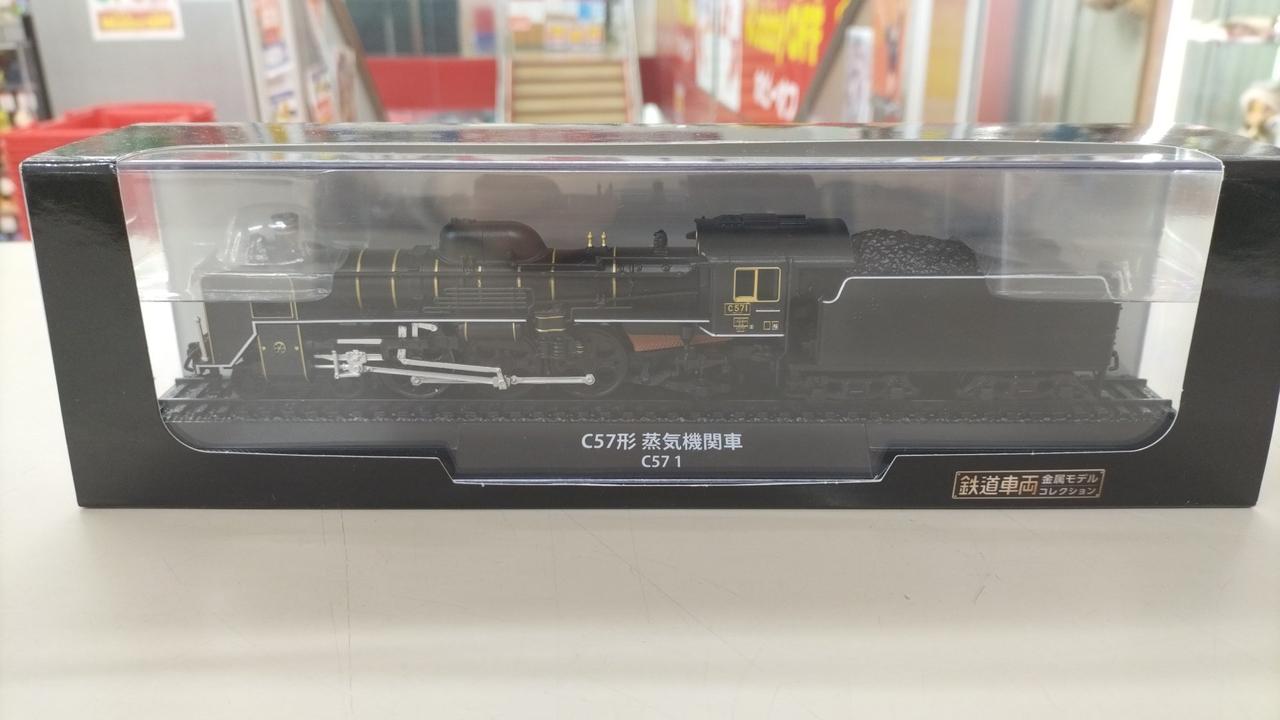 C571
C57形 蒸気機関車
C57 1
鉄道車両 金属モデル
コレクション